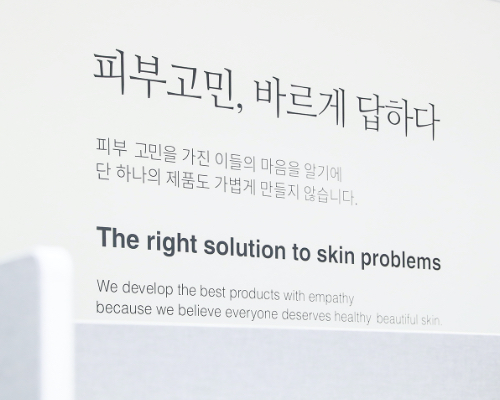 피부고민, 바르게 답하다
피부 고민을 가진 이들의 마음을 알기에
단 하나의 제품도 가볍게 만들지 않습니다.
The right solution to skin problems
We develop the best products with empathy
because we believe everyone deserves healthy beautiful skin.